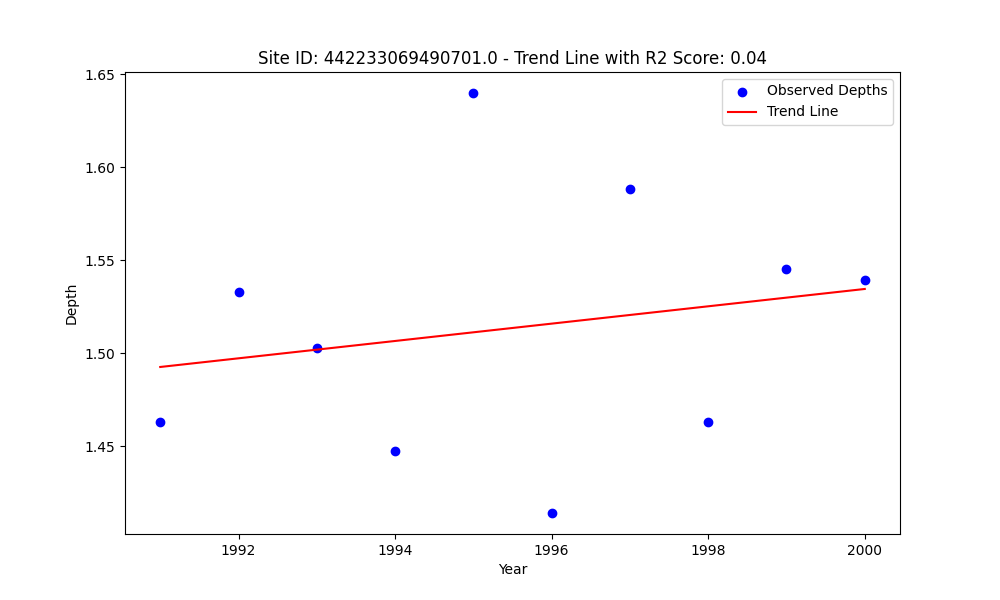 Site ID: 442233069490701.0 - Trend Line with R2 Score: 0.04
Observed Depths
Trend Line
1.65
1.60
1.55
1.50
1.45
Depth
1992
1994
1996
1998
2000
Year